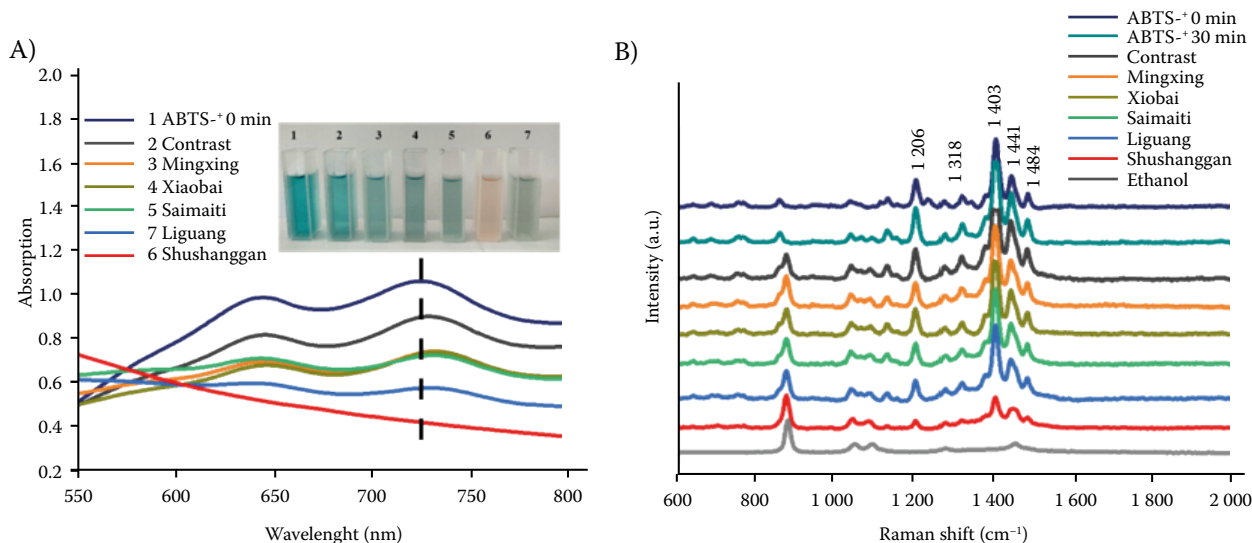 A)
2.0
1.8
1.6
1.4
1.2
1.0
0.8
0.6
0.4
0.2
Absorption
1 ABTS-⁺ 0 min
2 Contrast
3 Mingxing
4 Xiaobai
5 Saimaiti
7 Liguang
6 Shushanggan
1 2 3 4 5 6 7
550 600 650 700 750 800
Wavelenght (nm)
B)
ABTS-⁺ 0 min
ABTS-⁺ 30 min
Contrast
Mingxing
Xiobai
Saimaiti
Liguang
Shushanggan
Ethanol
1 206
1 318
1 403
1 441
1 484
Intensity (a.u.)
600 800 1 000 1 200 1 400 1 600 1 800 2 000
Raman shift (cm⁻¹)